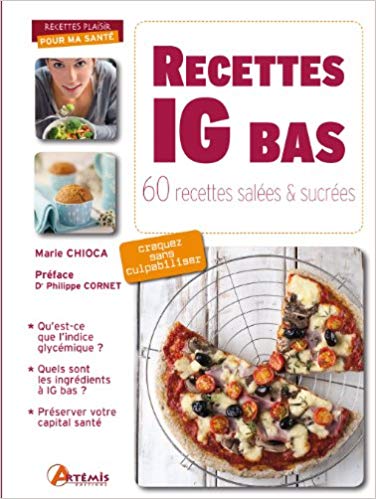 RECETTES PLAISIR
POUR MA SANTÉ
RECETTES
IG BAS
60 recettes salées & sucrées
Marie CHIOCA
Préface
Dr Philippe CORNET
craquez sans
culpabiliser
* Qu'est-ce
que l'indice
glycémique ?
* Quels sont
les ingrédients
à IG bas ?
* Préserver votre
capital santé
ARTÉMIS
ÉDITIONS